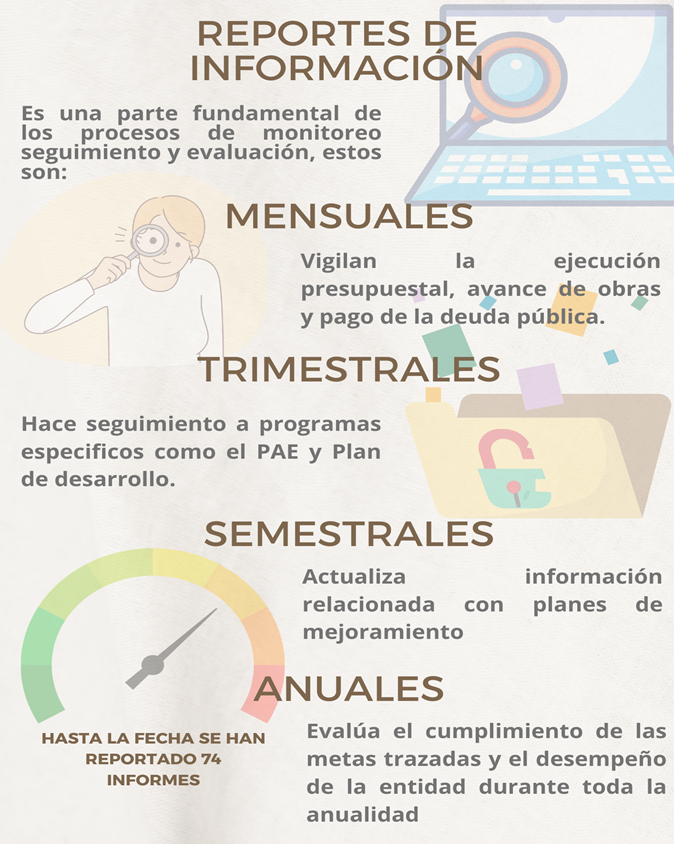 REPORTES DE
INFORMACIÓN
Es una parte fundamental de
los procesos de monitoreo
seguimiento y evaluación, estos
son:
MENSUALES
Vigilan la ejecución
presupuestal, avance de obras
y pago de la deuda pública.
TRIMESTRALES
Hace seguimiento a programas
especificos como el PAE y Plan
de desarrollo.
SEMESTRALES
Actualiza información
relacionada con planes de
mejoramiento
ANUALES
Evalúa el cumplimiento de las
metas trazadas y el desempeño
de la entidad durante toda la
anualidad
HASTA LA FECHA SE HAN
REPORTADO 74
INFORMES